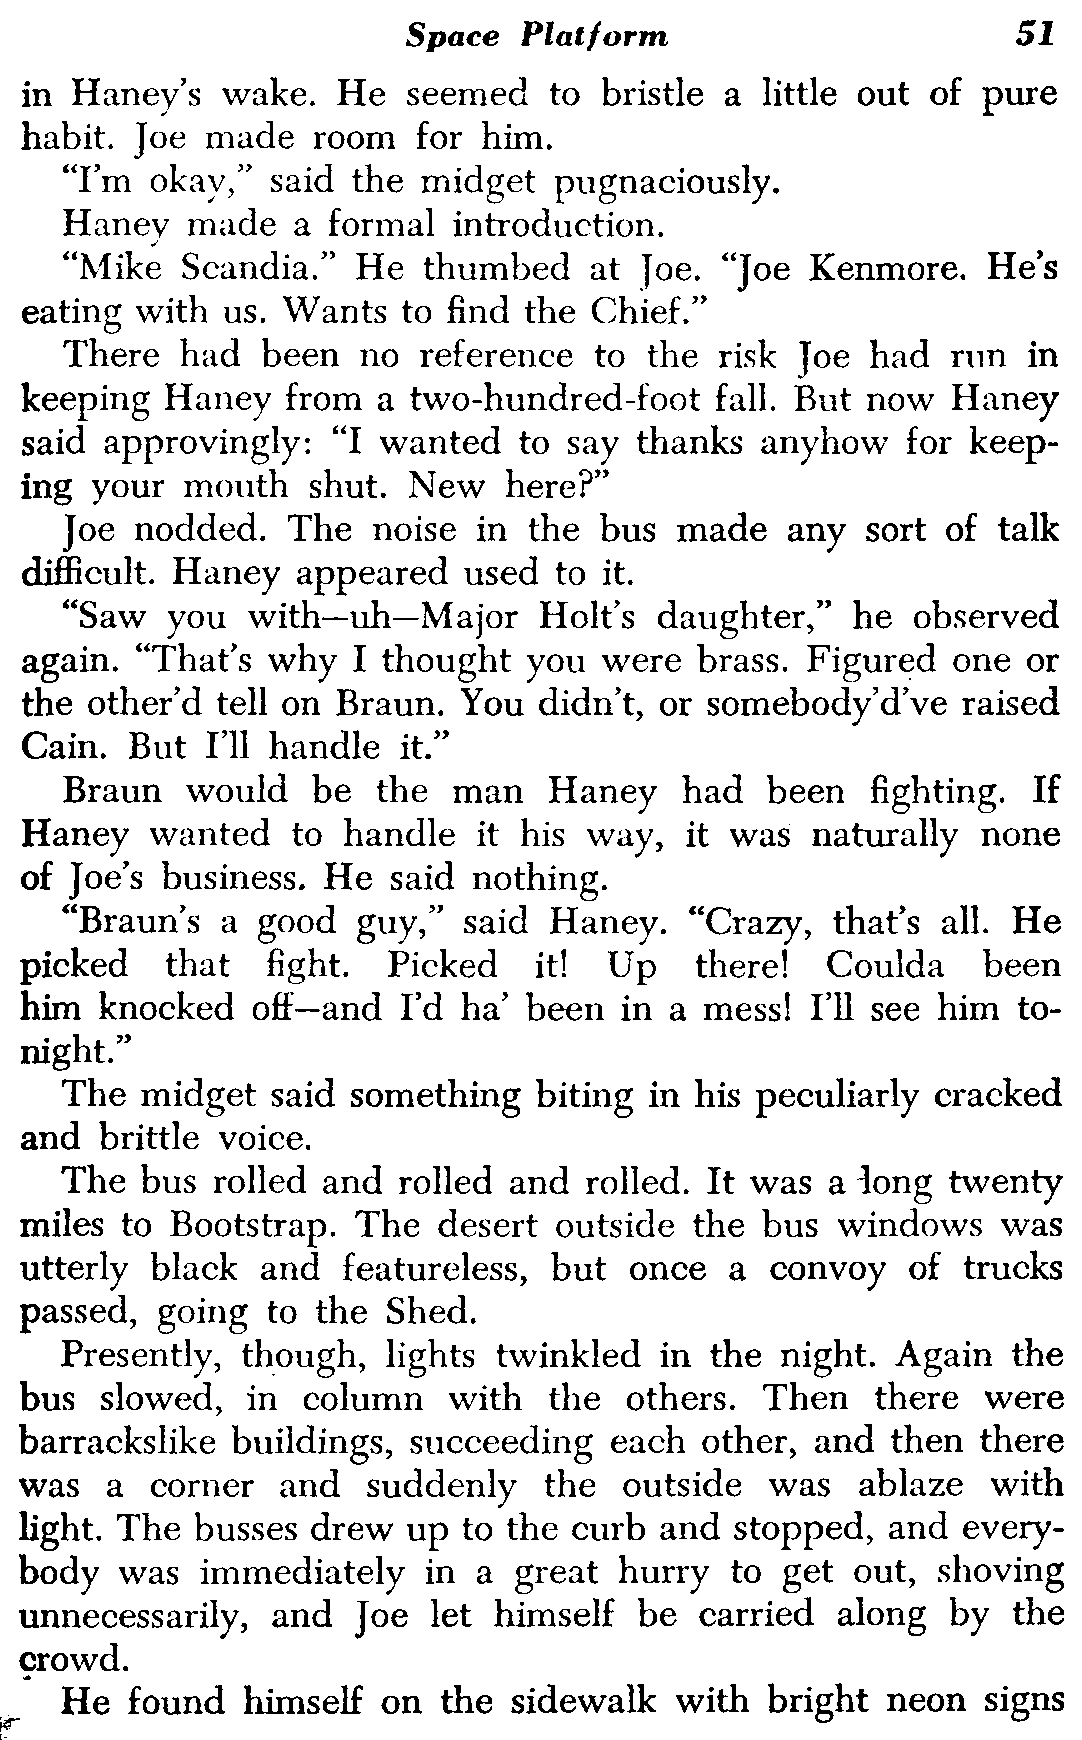 Space Platform 51
in Haney's wake. He seemed to bristle a little out of pure
habit. Joe made room for him.
“I'm okay,” said the midget pugnaciously.
Haney made a formal introduction.
“Mike Scandia.” He thumbed at Joe. “Joe Kenmore. He's
eating with us. Wants to find the Chief.”
There had been no reference to the risk Joe had run in
keeping Haney from a two-hundred-foot fall. But now Haney
said approvingly: “I wanted to say thanks anyhow for keep-
ing your mouth shut. New here?”
Joe nodded. The noise in the bus made any sort of talk
difficult. Haney appeared used to it.
“Saw you with—uh—Major Holt's daughter,” he observed
again. “That's why I thought you were brass. Figured one or
the other'd tell on Braun. You didn't, or somebody'd've raised
Cain. But I'll handle it.”
Braun would be the man Haney had been fighting. If
Haney wanted to handle it his way, it was naturally none
of Joe's business. He said nothing.
“Braun's a good guy,” said Haney. “Crazy, that's all. He
picked that fight. Picked it! Up there! Coulda been
him knocked off—and I'd ha' been in a mess! I'll see him to-
night.”
The midget said something biting in his peculiarly cracked
and brittle voice.
The bus rolled and rolled and rolled. It was a long twenty
miles to Bootstrap. The desert outside the bus windows was
utterly black and featureless, but once a convoy of trucks
passed, going to the Shed.
Presently, though, lights twinkled in the night. Again the
bus slowed, in column with the others. Then there were
barrackslike buildings, succeeding each other, and then there
was a corner and suddenly the outside was ablaze with
light. The busses drew up to the curb and stopped, and every-
body was immediately in a great hurry to get out, shoving
unnecessarily, and Joe let himself be carried along by the
crowd.
He found himself on the sidewalk with bright neon signs